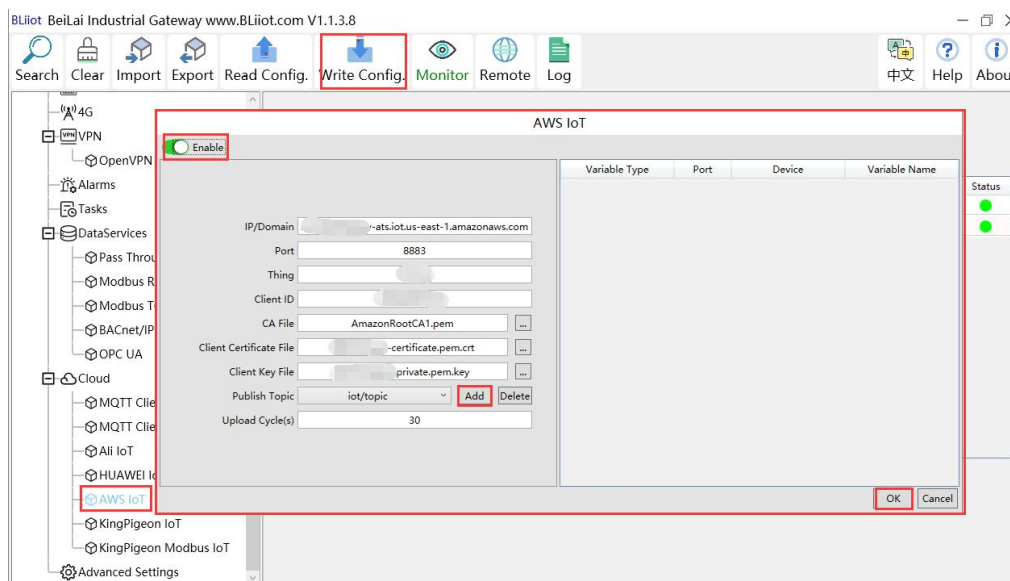 BLiiot BeiLai Industrial Gateway www.BLiiot.com V1.1.3.8
Search Clear Import Export Read Config. Write Config. Monitor Remote Log 中文 Help Abou
4G
VPN
OpenVPN
Alarms
Tasks
DataServices
Pass Throu
Modbus R
Modbus T
BACnet/IP
OPC UA
Cloud
MQTT Clie
MQTT Clie
Ali IoT
HUAWEI Io
AWS IoT
KingPigeon IoT
KingPigeon Modbus IoT
Advanced Settings
AWS IoT
Enable
IP/Domain -ats.iot.us-east-1.amazonaws.com
Port 8883
Thing
Client ID
CA File AmazonRootCA1.pem ...
Client Certificate File -certificate.pem.crt ...
Client Key File private.pem.key ...
Publish Topic iot/topic Add Delete
Upload Cycle(s) 30
Variable Type Port Device Variable Name
OK Cancel
Status